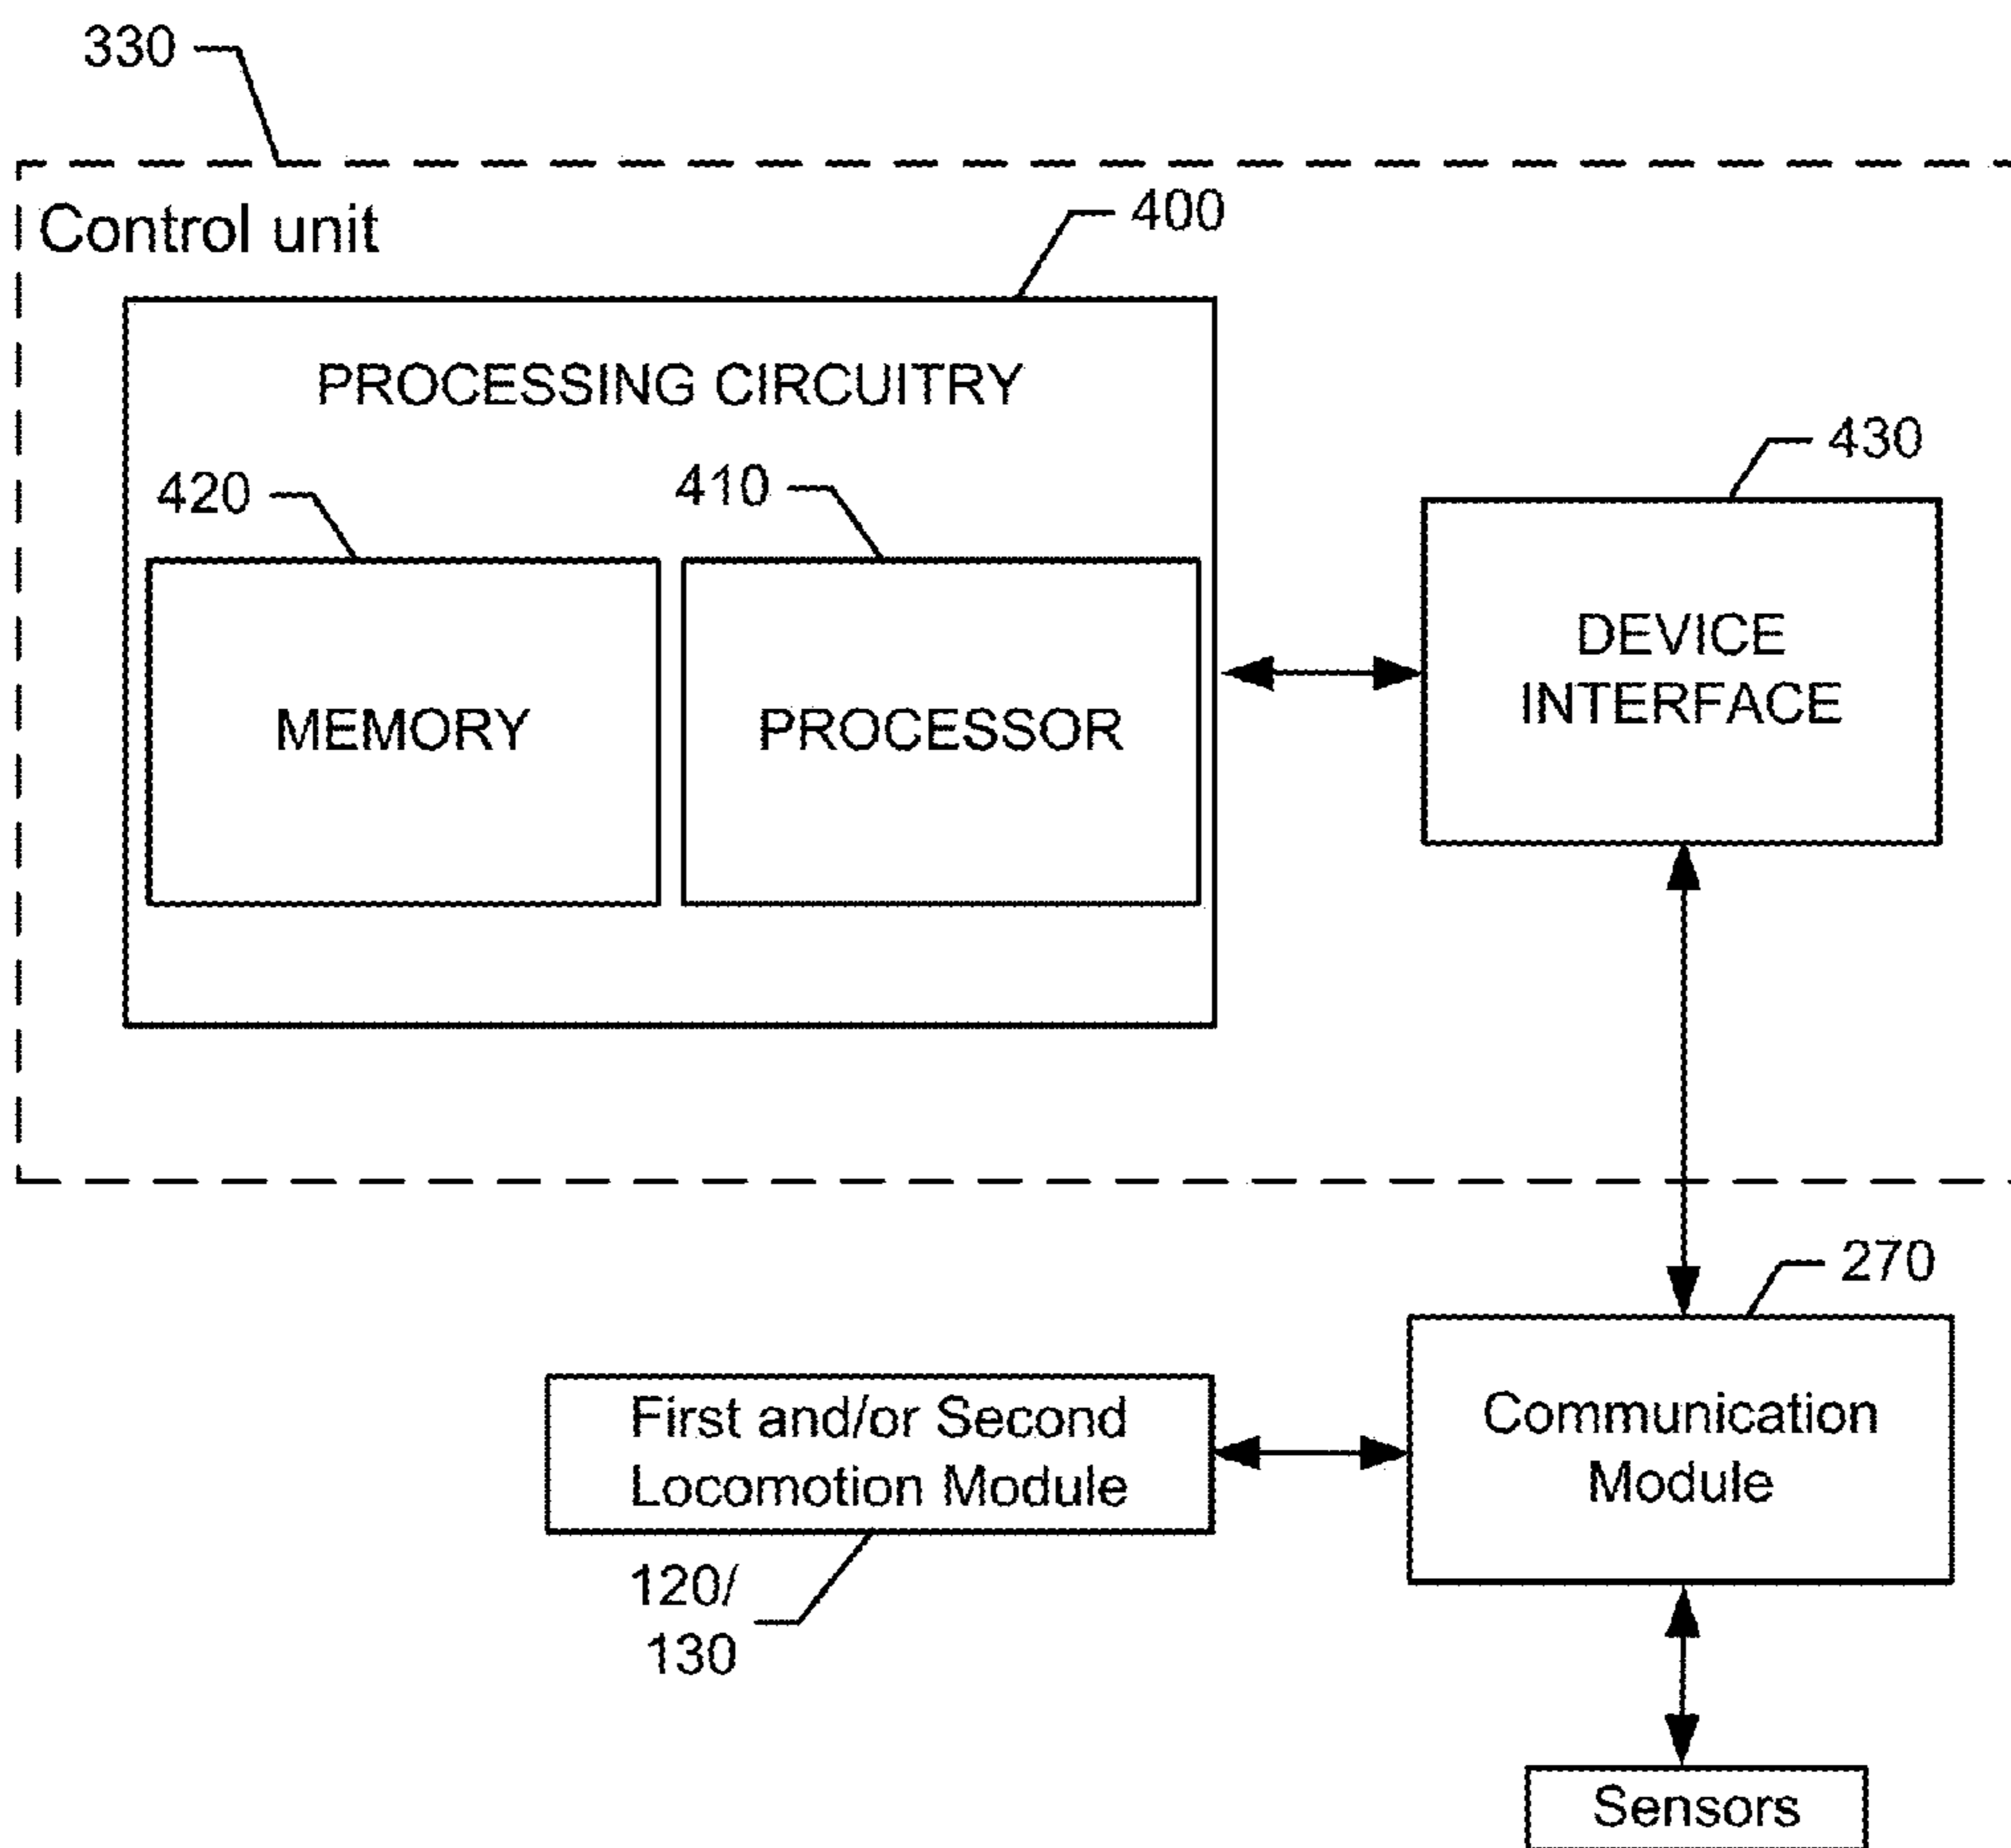 330
Control unit
400
PROCESSING CIRCUITRY
430
420
410
DEVICE
INTERFACE
MEMORY
PROCESSOR
270
First and/or Second
Locomotion Module
Communication
Module
120/
130
Sensors